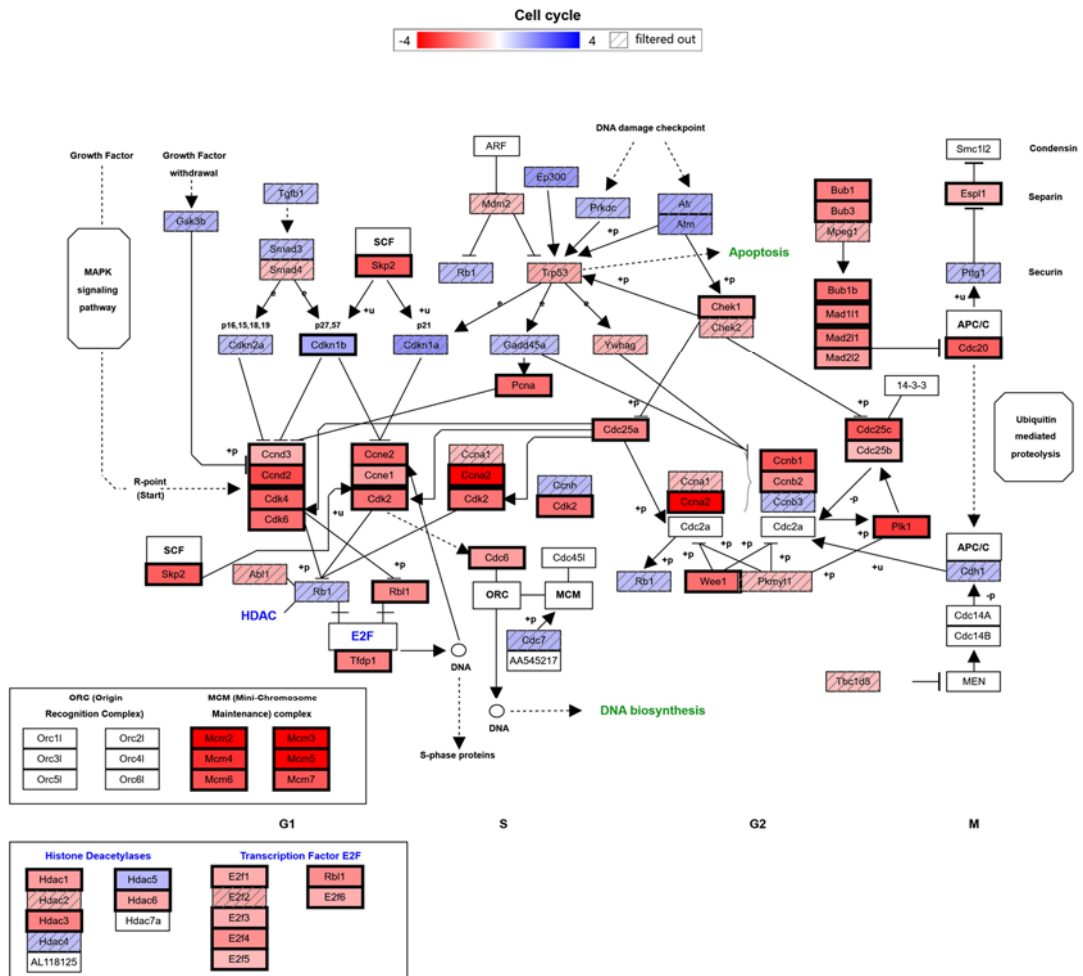 Cell cycle
-4
4
filtered out
DNA damage checkpoint
Growth Factor
Growth Factor
withdrawal
ARF
Smc1l2
Condensin
Tgfb1
Ep300
Mdm2
Prkdc
Atr
Atm
Bub1
Bub3
Mpeg1
Espl1
Separin
Gsk3b
+p
Smad3
Smad4
SCF
Skp2
Rb1
Trp53
Apoptosis
MAPK
signaling
pathway
Pttg1
Securin
+p
+p
Bub1b
Mad1l1
Mad2l1
Mad2l2
e
e
+u
+u
e
e
e
Chek1
Chek2
+u
p16,15,18,19
p27,57
p21
APC/C
Cdkn2a
Cdkn1b
Cdkn1a
Gadd45a
Ywhag
Cdc20
Pcna
14-3-3
+p
+p
Cdc25a
Cdc25c
Cdc25b
Ubiquitin
mediated
proteolysis
+p
Ccnd3
Ccnd2
Cdk4
Cdk6
Ccne2
Ccne1
Cdk2
Ccna1
Ccna2
Cdk2
Ccnh
Cdk2
Ccna1
Ccna2
Cdc2a
Ccnb1
Ccnb2
Ccnb3
Cdc2a
R-point
(Start)
+u
+p
-p
+p
Plk1
SCF
Skp2
Abl1
+p
+p
Rb1
Rbl1
Cdc6
Cdc45l
+p
+p
+p
+p
+p
+u
Rb1
Wee1
Pkmyt1
APC/C
Cdh1
ORC
MCM
HDAC
E2F
Tfdp1
+p
Cdc7
AA545217
-p
Cdc14A
Cdc14B
DNA
Tbc1d8
MEN
ORC (Origin
Recognition Complex)
MCM (Mini-Chromosome
Maintenance) complex
DNA
DNA biosynthesis
Orc1l
Orc2l
Mcm2
Mcm3
Orc3l
Orc4l
Mcm4
Mcm5
Orc5l
Orc6l
Mcm6
Mcm7
S-phase proteins
G1
S
G2
M
Histone Deacetylases
Transcription Factor E2F
Hdac1
Hdac5
E2f1
Rbl1
Hdac2
Hdac6
E2f2
E2f6
Hdac3
Hdac7a
E2f3
Hdac4
E2f4
AL118125
E2f5